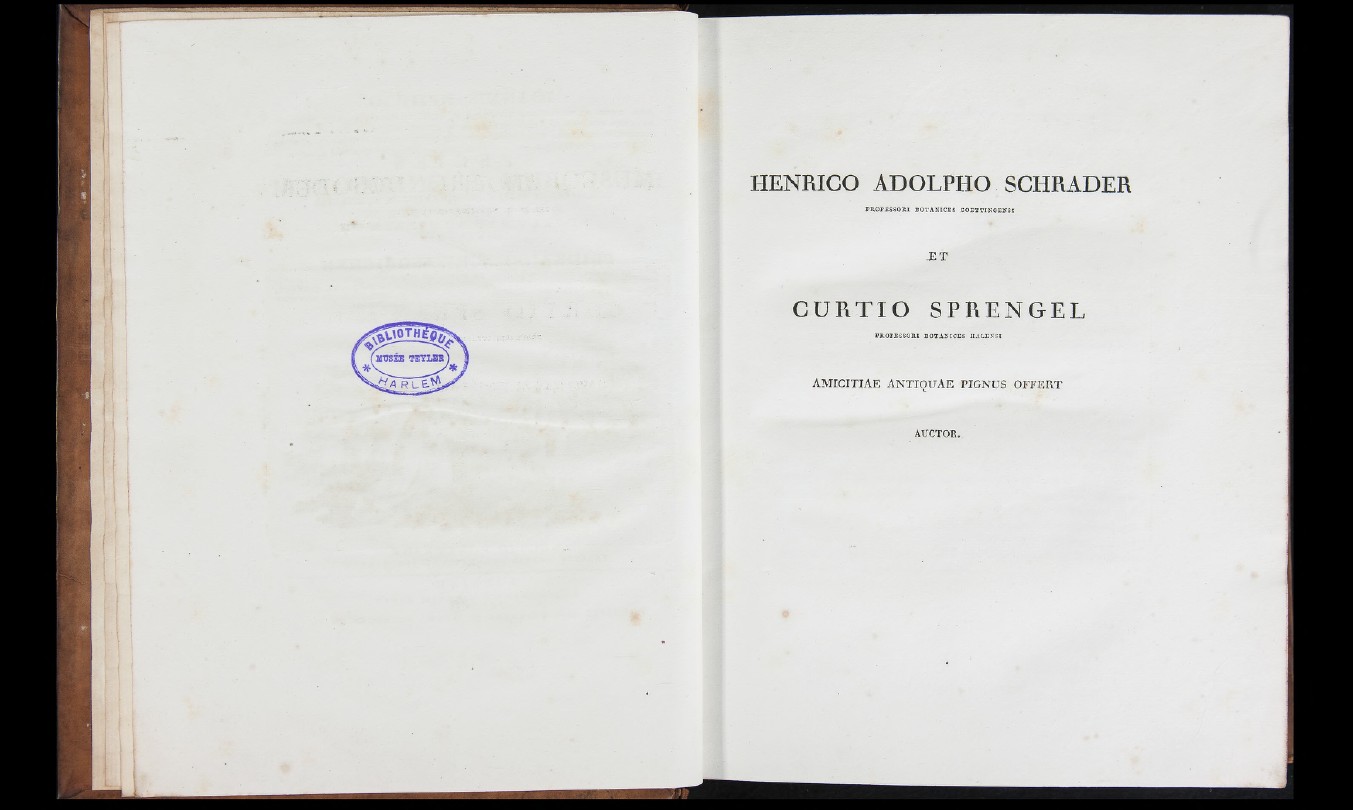 BIBLIOTHÈQUE
MUSÉE TEYLER
* HARLEM *
HENRICO ADOLPHO SCHRADER
PROFESSORI BOTANICES GOETTINGENSI
ET
CURTIO SPRENGEL
PROFESSORI BOTANICES HALENSI
AMICITIAE ANTIQUAE PIGNUS OFFERT
AUCTOR.